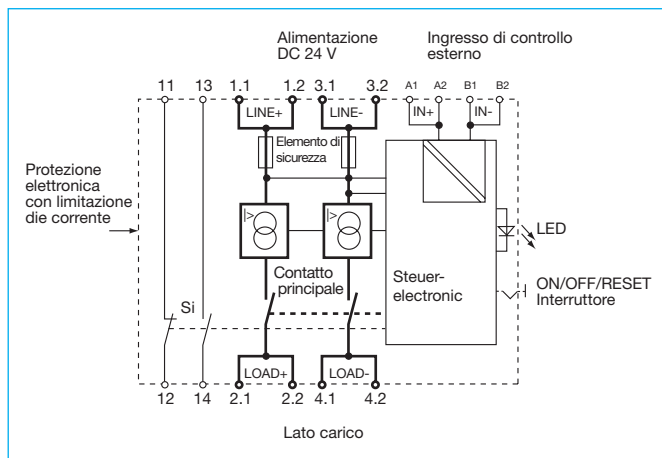 Alimentazione
DC 24 V
Ingresso di controllo
esterno
11 13 1.1 1.2 3.1 3.2 A1 A2 B1 B2
LINE+ LINE- IN+ IN-
Elemento di
sicurezza
Protezione
elettronica
con limitazione
die corrente
I> I>
LED
Contatto
principale
Steuer-
electronic
ON/OFF/RESET
Interruttore
Si
LOAD+ LOAD-
12 14 2.1 2.2 4.1 4.2
Lato carico